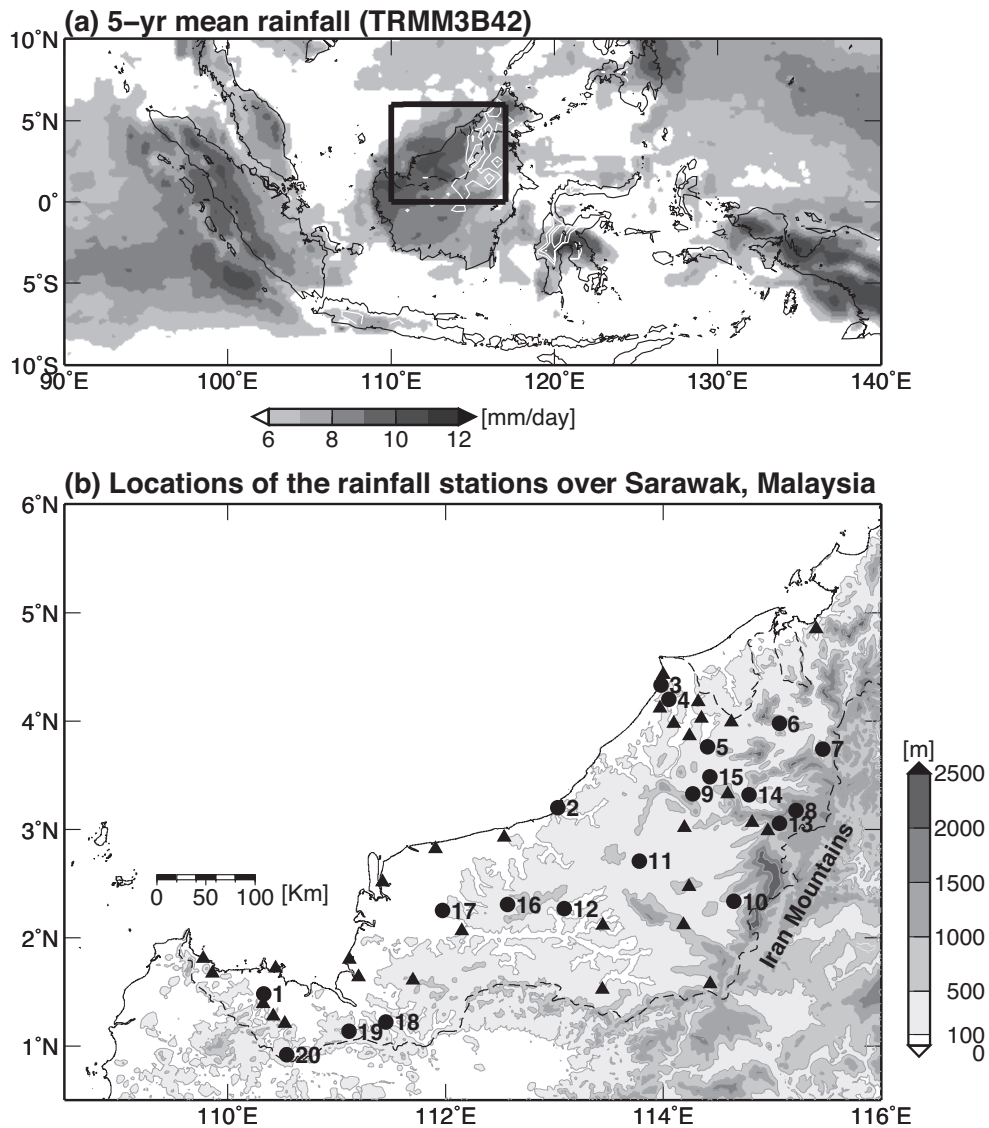 (a) 5–yr mean rainfall (TRMM3B42)
10˚N
5˚N
0˚
5˚S
10˚S
90˚E 100˚E 110˚E 120˚E 130˚E 140˚E
[mm/day]
6 8 10 12
(b) Locations of the rainfall stations over Sarawak, Malaysia
6˚N
5˚N
4˚N
3˚N
2˚N
1˚N
3
4
6
5
7
15
9
14
8
2
13
11
10
17
16
12
1
18
19
20
0 50 100 [Km]
Iran Mountains
[m]
2500
2000
1500
1000
500
100
0
110˚E 112˚E 114˚E 116˚E